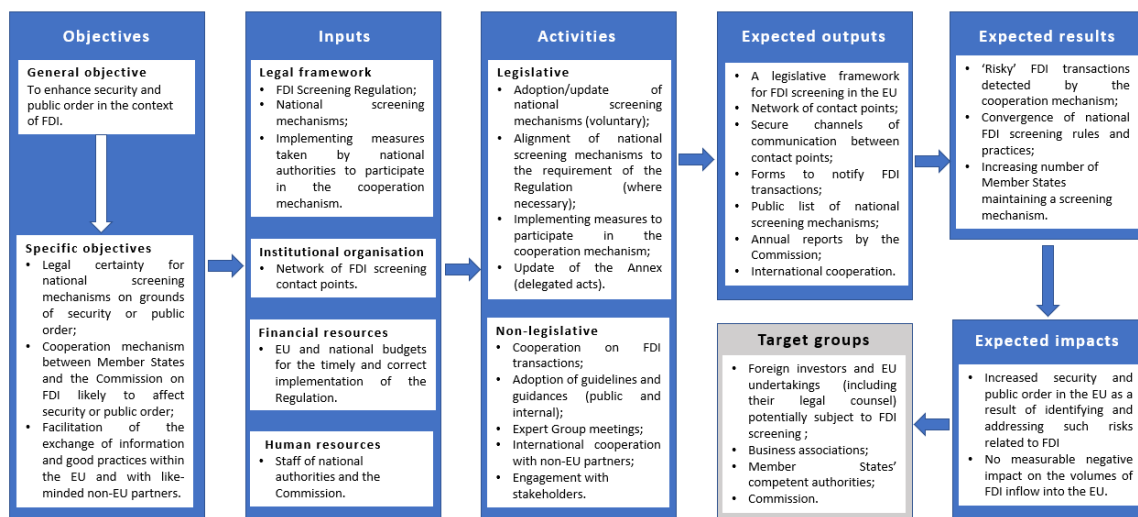 Objectives
General objective
To enhance security and
public order in the context
of FDI.
Specific objectives
• Legal certainty for
national screening
mechanisms on grounds
of security or public
order;
• Cooperation mechanism
between Member States
and the Commission on
FDI likely to affect
security or public order;
• Facilitation of the
exchange of information
and good practices within
the EU and with like-
minded non-EU partners.
Inputs
Legal framework
• FDI Screening Regulation;
• National screening
mechanisms;
• Implementing measures
taken by national
authorities to participate
in the cooperation
mechanism.
Institutional organisation
• Network of FDI screening
contact points.
Financial resources
• EU and national budgets
for the timely and correct
implementation of the
Regulation.
Human resources
• Staff of national
authorities and the
Commission.
Activities
Legislative
• Adoption/update of
national screening
mechanisms (voluntary);
• Alignment of national
screening mechanisms to
the requirement of the
Regulation (where
necessary);
• Implementing measures to
participate in the
cooperation mechanism;
• Update of the Annex
(delegated acts).
Non-legislative
• Cooperation on FDI
transactions;
• Adoption of guidelines and
guidances (public and
internal);
• Expert Group meetings;
• International cooperation
with non-EU partners;
• Engagement with
stakeholders.
Expected outputs
• A legislative framework
for FDI screening in the EU
• Network of contact points;
• Secure channels of
communication between
contact points;
• Forms to notify FDI
transactions;
• Public list of national
screening mechanisms;
• Annual reports by the
Commission;
• International cooperation.
Expected results
• ‘Risky’ FDI transactions
detected by the
cooperation mechanism;
• Convergence of national
FDI screening rules and
practices;
• Increasing number of
Member States
maintaining a screening
mechanism.
Expected impacts
• Increased security and
public order in the EU as a
result of identifying and
addressing such risks
related to FDI
• No measurable negative
impact on the volumes of
FDI inflow into the EU.
Target groups
• Foreign investors and EU
undertakings (including
their legal counsel)
potentially subject to FDI
screening ;
• Business associations;
• Member States’
competent authorities;
• Commission.